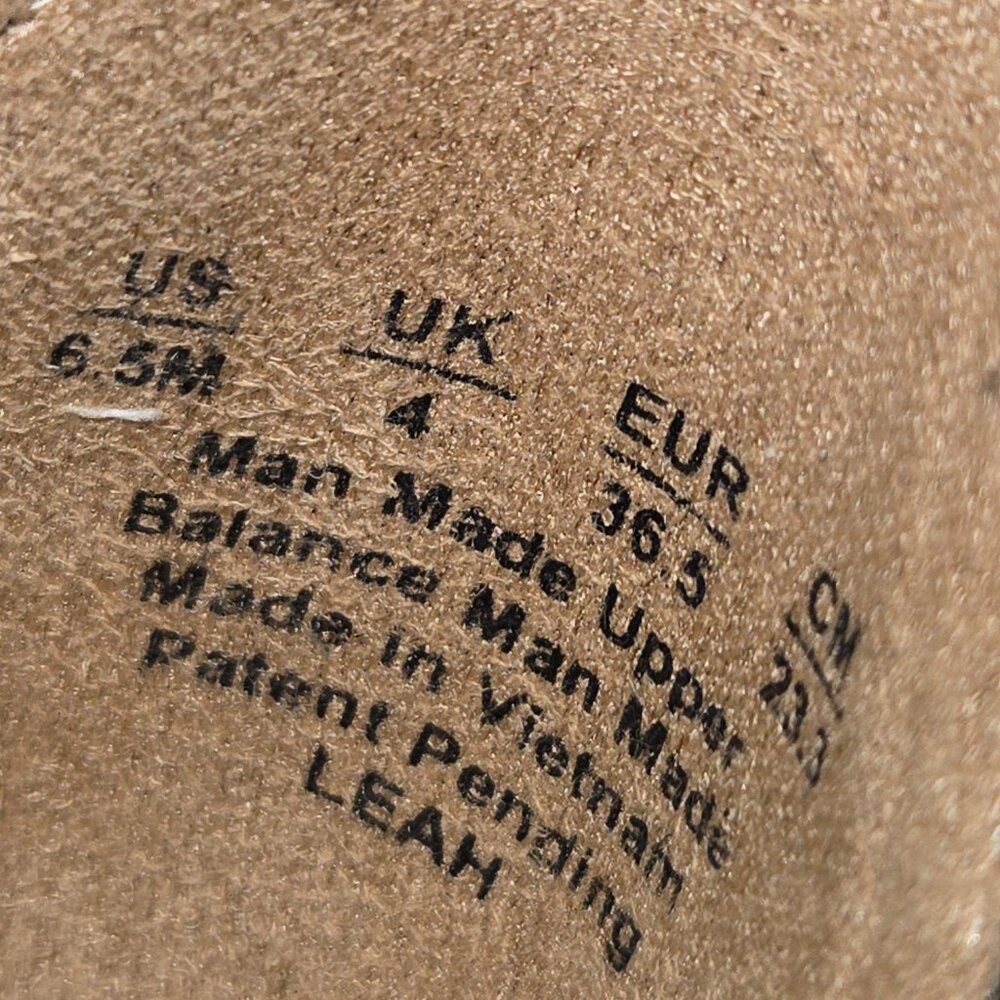 US UK EUR CM
6.5M 4 36.5 23.3
Man Made Upper
Balance Man Made
Made in Vietnam
Patent Pending
LEAH